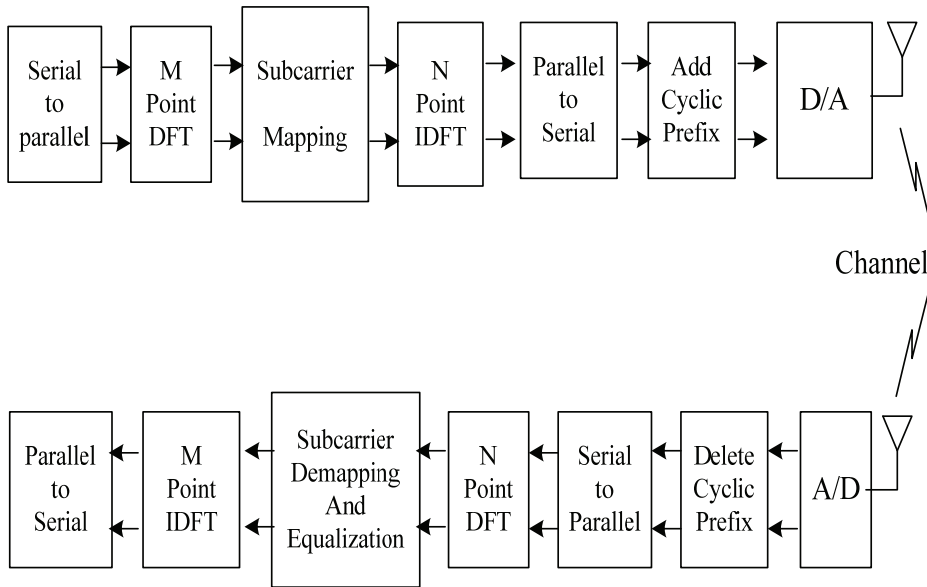 Serial
to
parallel
M
Point
DFT
Subcarrier
Mapping
N
Point
IDFT
Parallel
to
Serial
Add
Cyclic
Prefix
D/A
Channel
Parallel
to
Serial
M
Point
IDFT
Subcarrier
Demapping
And
Equalization
N
Point
DFT
Serial
to
Parallel
Delete
Cyclic
Prefix
A/D